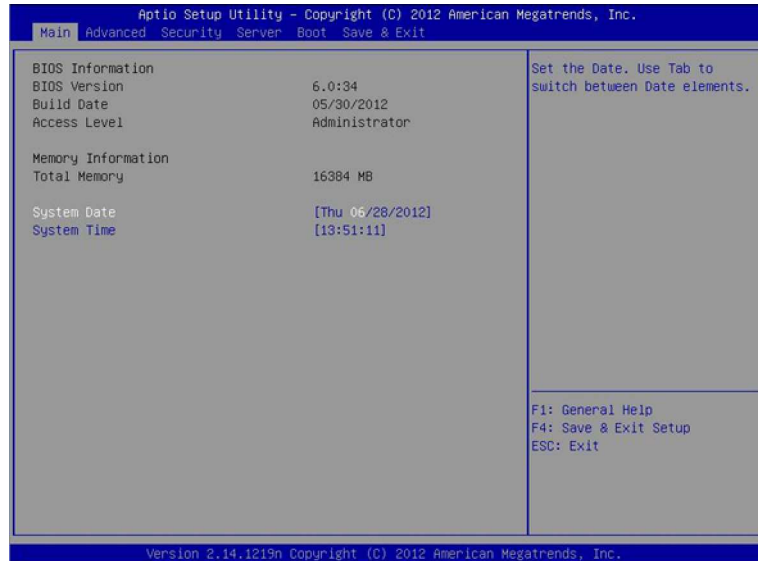 Aptio Setup Utility - Copyright (C) 2012 American Megatrends, Inc.
Main Advanced Security Server Boot Save & Exit
BIOS Information
BIOS Version 6.0:34
Build Date 05/30/2012
Access Level Administrator
Memory Information
Total Memory 16384 MB
System Date [Thu 06/28/2012]
System Time [13:51:11]
Set the Date. Use Tab to
switch between Date elements.
F1: General Help
F4: Save & Exit Setup
ESC: Exit
Version 2.14.1219n Copyright (C) 2012 American Megatrends, Inc.